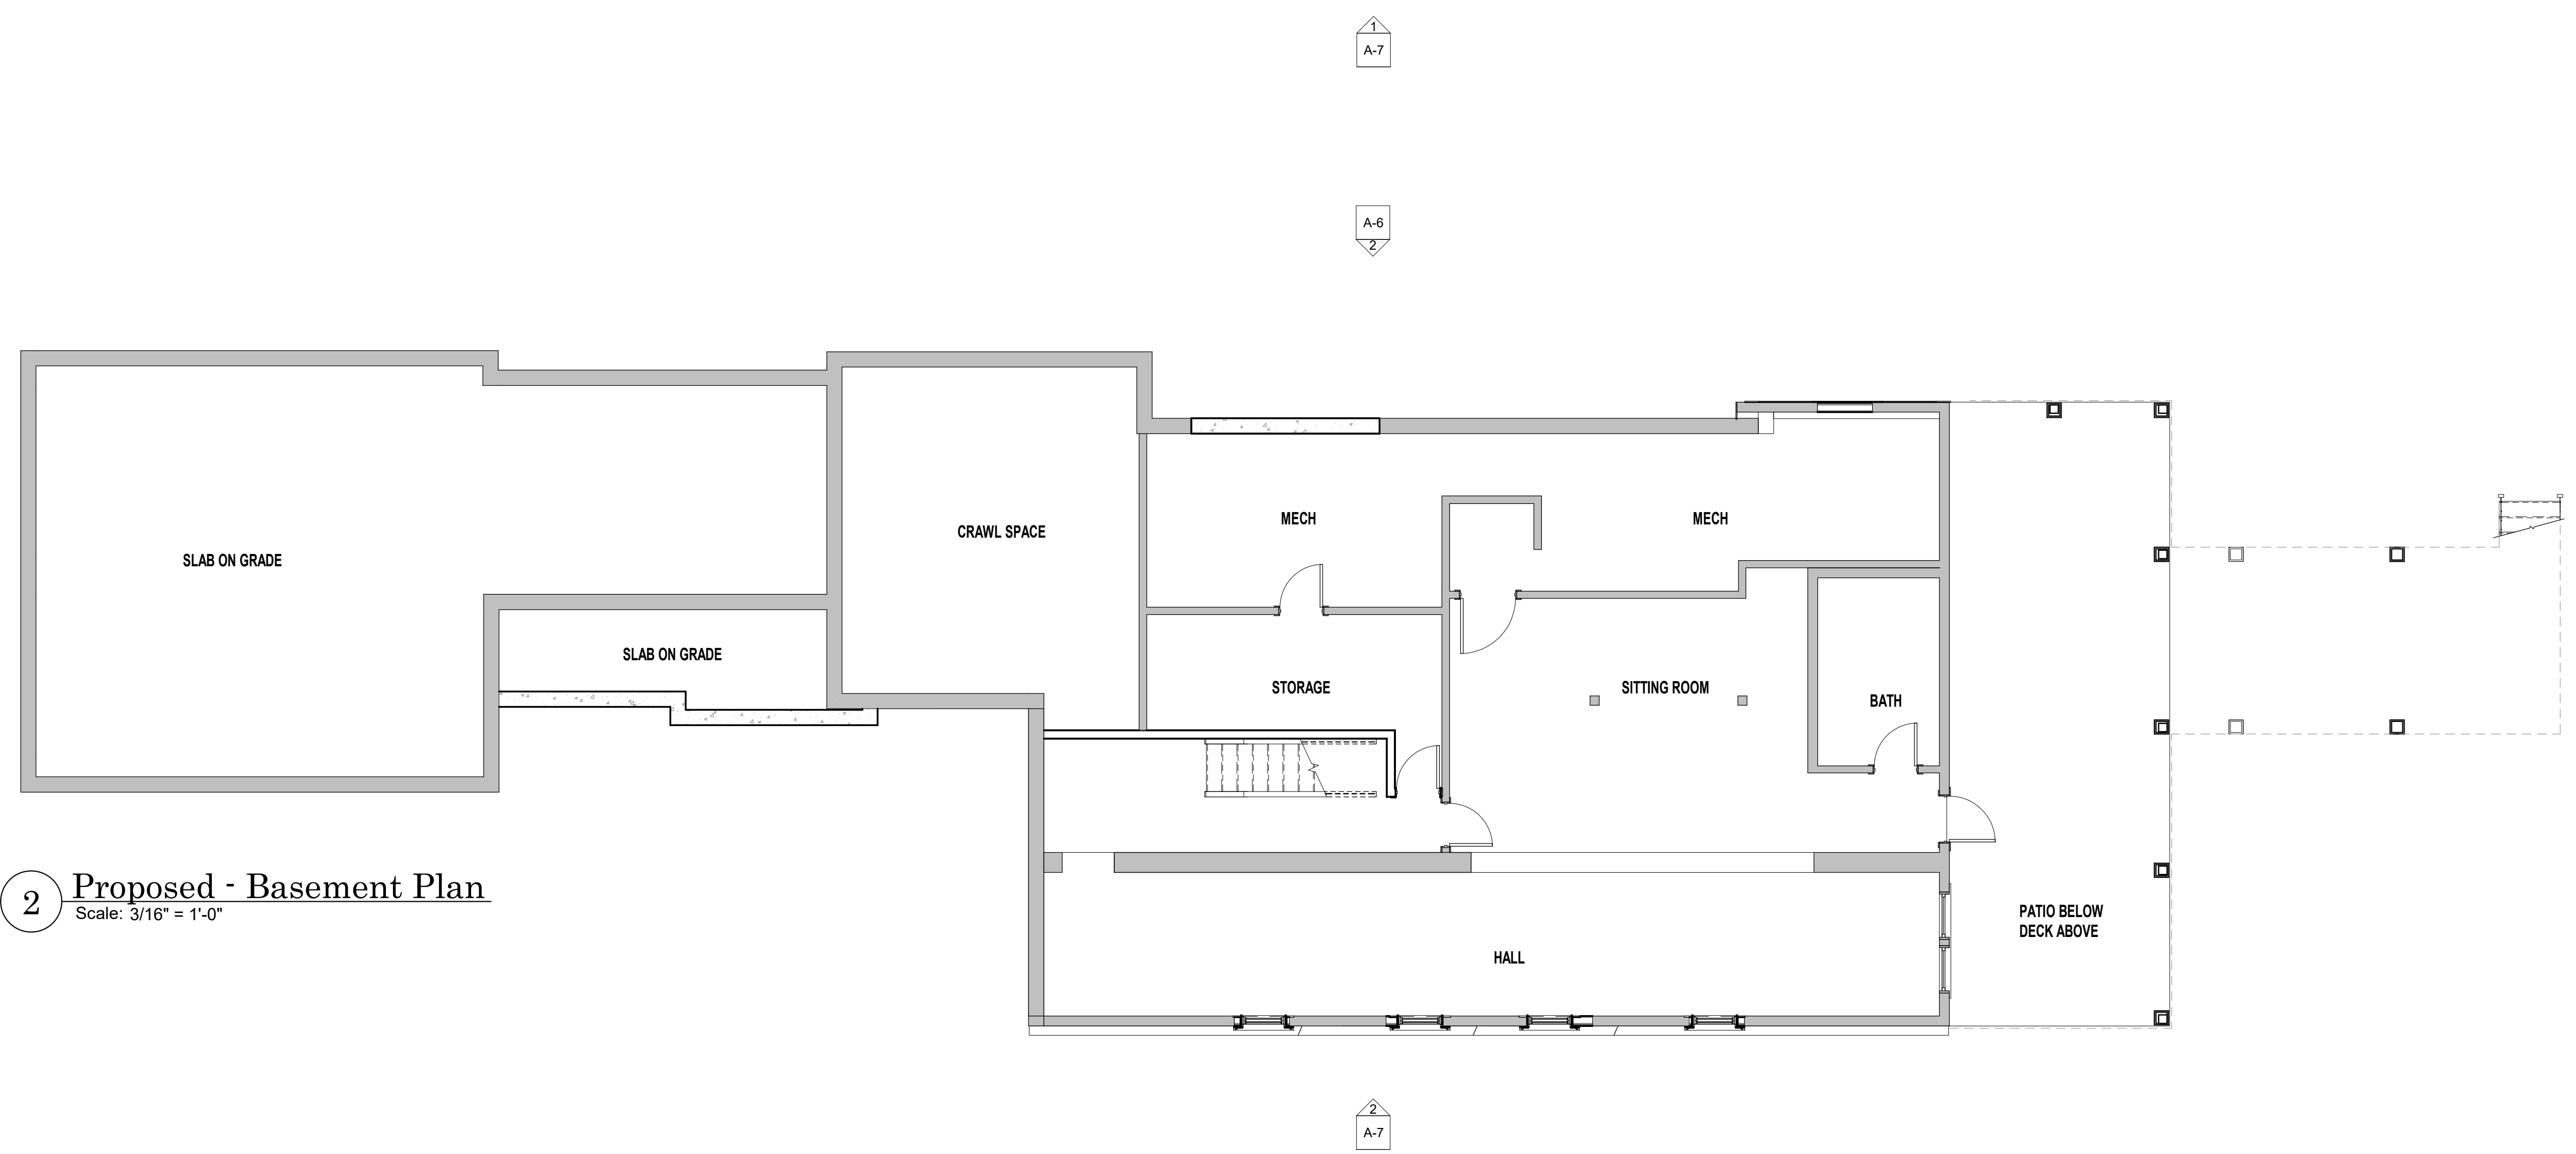 1
A-7
A-6
2
CRAWL SPACE
MECH
MECH
SLAB ON GRADE
SLAB ON GRADE
STORAGE
SITTING ROOM
BATH
2
Proposed - Basement Plan
Scale: 3/16" = 1'-0"
PATIO BELOW
DECK ABOVE
HALL
2
A-7